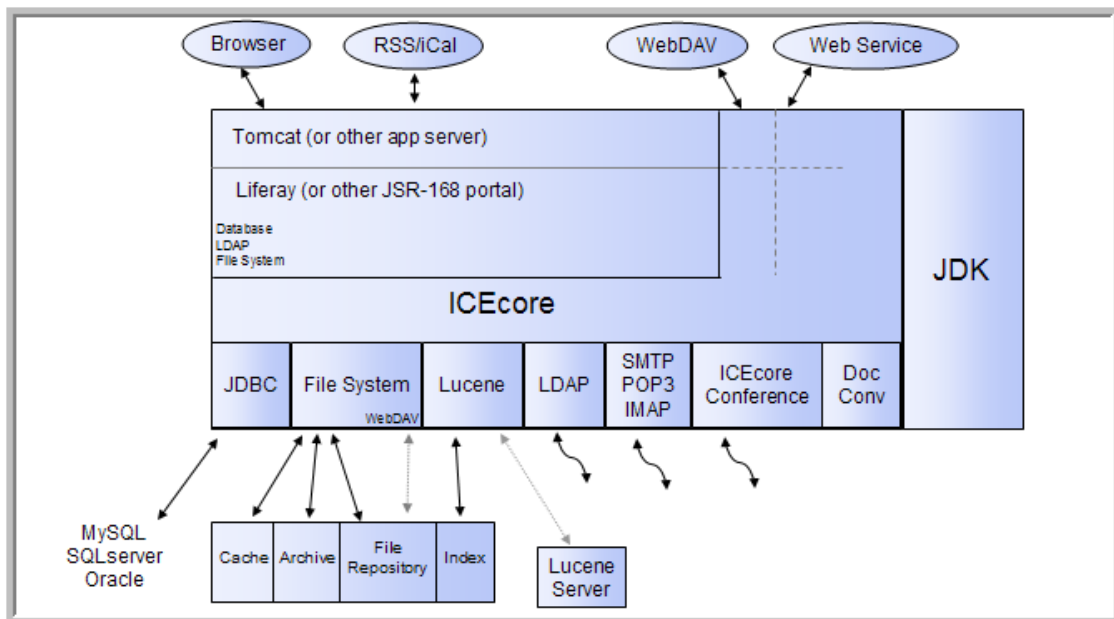 Browser
RSS/iCal
WebDAV
Web Service
Tomcat (or other app server)
Liferay (or other JSR-168 portal)
Database
LDAP
File System
ICEcore
JDK
JDBC
File System
WebDAV
Lucene
LDAP
SMTP
POP3
IMAP
ICEcore
Conference
Doc
Conv
MySQL
SQLserver
Oracle
Cache
Archive
File
Repository
Index
Lucene
Server